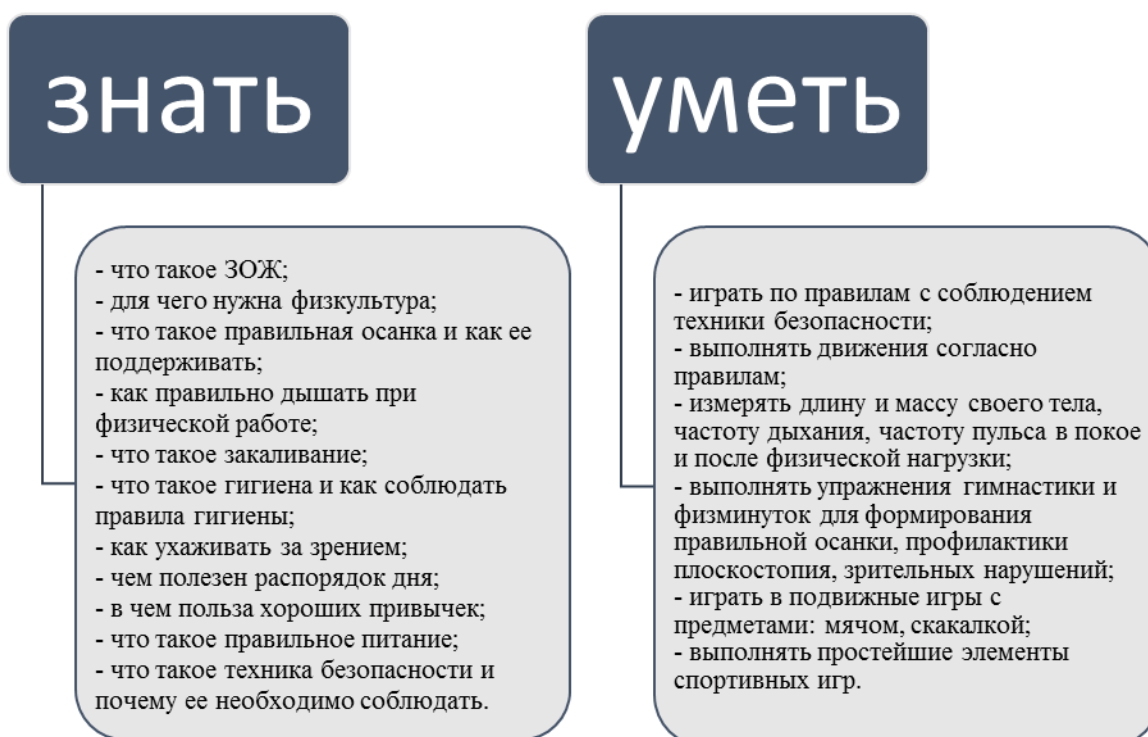 знать
- что такое ЗОЖ;
- для чего нужна физкультура;
- что такое правильная осанка и как ее
поддерживать;
- как правильно дышать при
физической работе;
- что такое закаливание;
- что такое гигиена и как соблюдать
правила гигиены;
- как ухаживать за зрением;
- чем полезен распорядок дня;
- в чем польза хороших привычек;
- что такое правильное питание;
- что такое техника безопасности и
почему ее необходимо соблюдать.
уметь
- играть по правилам с соблюдением
техники безопасности;
- выполнять движения согласно
правилам;
- измерять длину и массу своего тела,
частоту дыхания, частоту пульса в покое
и после физической нагрузки;
- выполнять упражнения гимнастики и
физминуток для формирования
правильной осанки, профилактики
плоскостопия, зрительных нарушений;
- играть в подвижные игры с
предметами: мячом, скакалкой;
- выполнять простейшие элементы
спортивных игр.